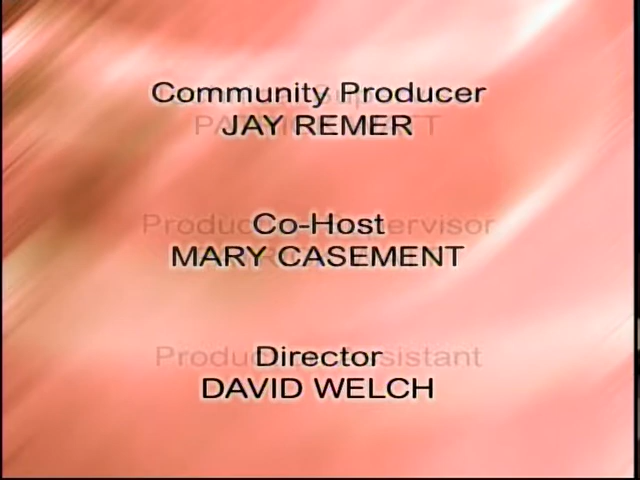 Community Producer
JAY REMER
Co-Host
MARY CASEMENT
Director
DAVID WELCH